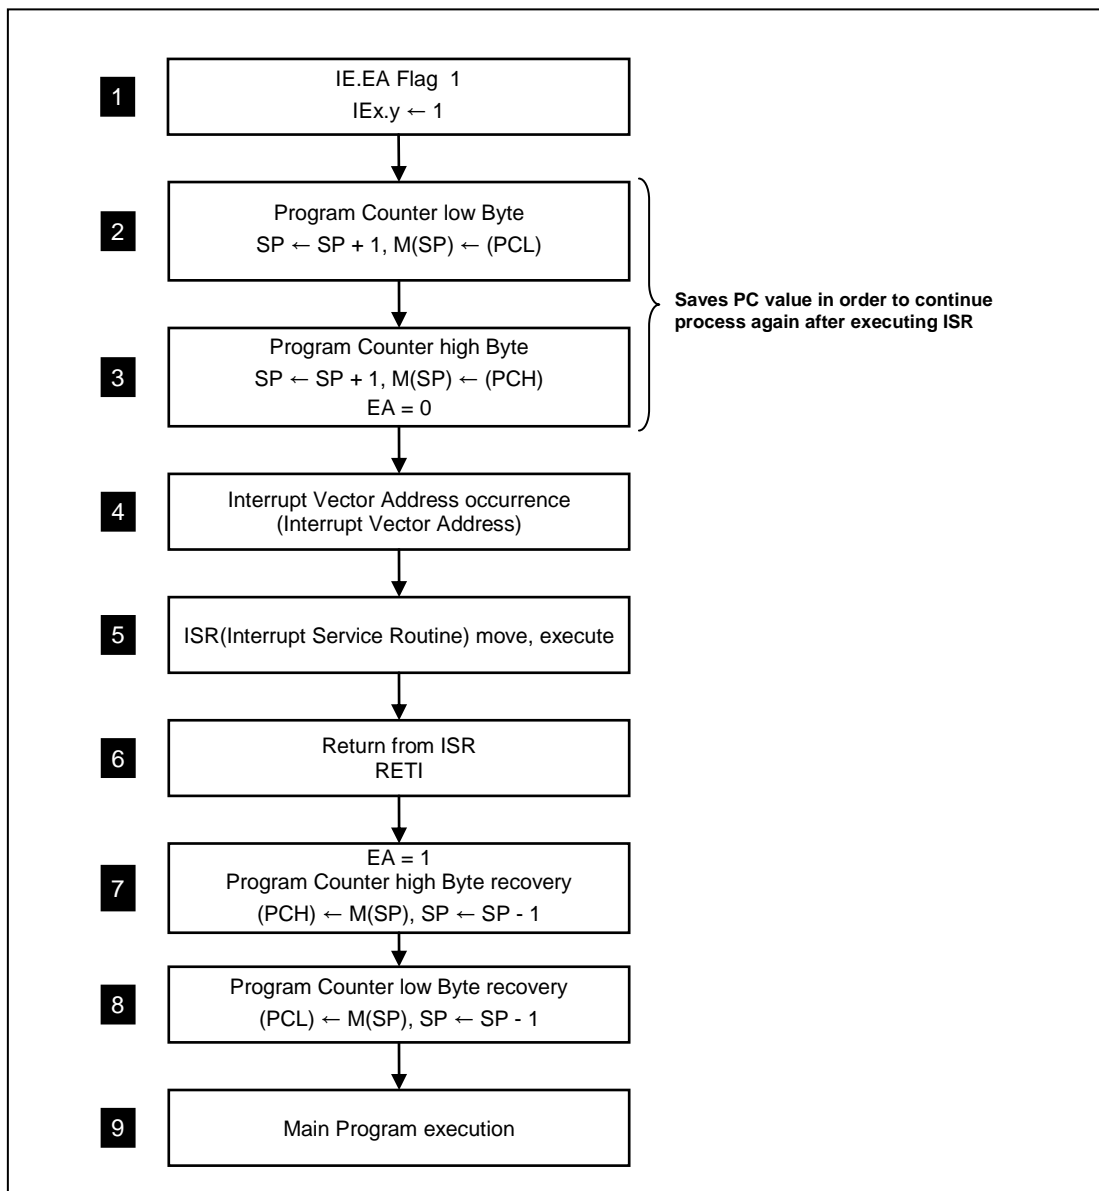 1
IE.EA Flag  1
IEx.y ← 1
2
Program Counter low Byte
SP ← SP + 1, M(SP) ← (PCL)
Saves PC value in order to continue
process again after executing ISR
3
Program Counter high Byte
SP ← SP + 1, M(SP) ← (PCH)
EA = 0
4
Interrupt Vector Address occurrence
(Interrupt Vector Address)
5
ISR(Interrupt Service Routine) move, execute
6
Return from ISR
RETI
7
EA = 1
Program Counter high Byte recovery
(PCH) ← M(SP), SP ← SP - 1
8
Program Counter low Byte recovery
(PCL) ← M(SP), SP ← SP - 1
9
Main Program execution